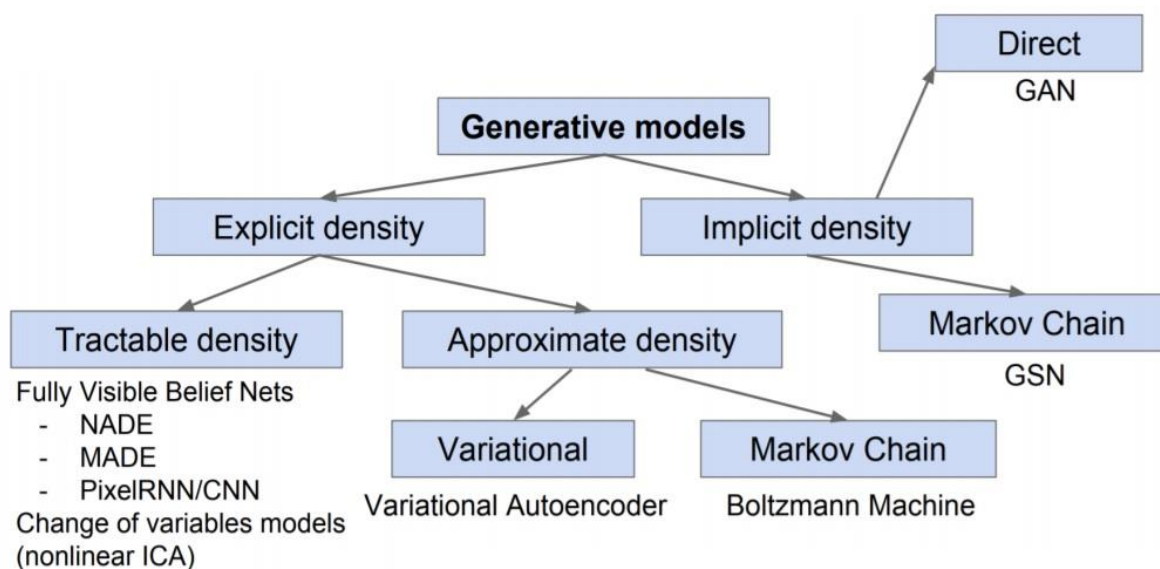 Direct
GAN
Generative models
Explicit density
Implicit density
Tractable density
Approximate density
Markov Chain
GSN
Fully Visible Belief Nets
- NADE
- MADE
- PixelRNN/CNN
Change of variables models
(nonlinear ICA)
Variational
Markov Chain
Variational Autoencoder
Boltzmann Machine